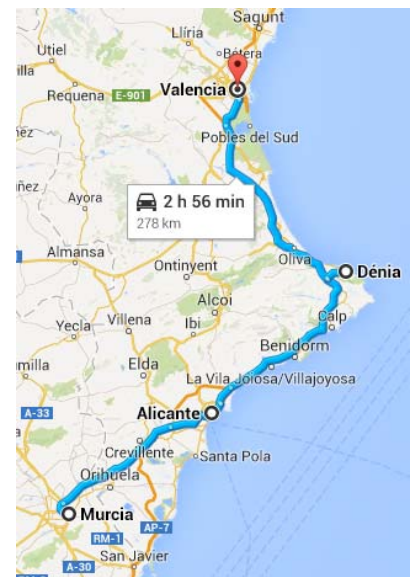 Sagunt
Llíria
Utiel
Bétera
illa
Requena
E-901
Valencia
Pobles del Sud
2 h 56 min
278 km
Ayora
Almansa
Ontinyent
Oliva
Dénia
Alcoi
Calp
Yecla
Villena
Ibi
Benidorm
milla
Elda
La Vila Joiosa/Villajoyosa
A-33
Alicante
Crevillente
Santa Pola
Orihuela
Murcia
AP-7
RM-1
San Javier
A-30